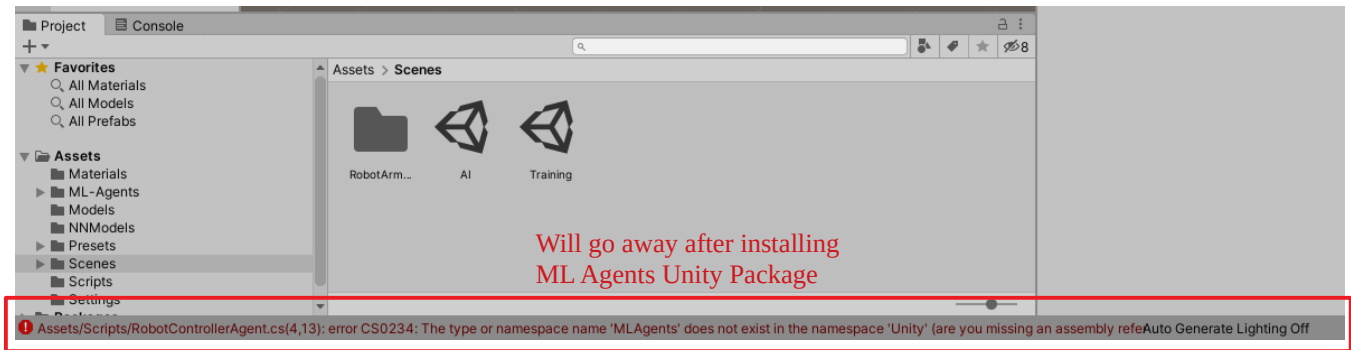 Project
Console
8
Favorites
All Materials
All Models
All Prefabs
Assets
Materials
ML-Agents
Models
NNModels
Presets
Scenes
Scripts
Settings
Packages
Assets > Scenes
RobotArm...
AI
Training
Will go away after installing
ML Agents Unity Package
Assets/Scripts/RobotControllerAgent.cs(4,13): error CS0234: The type or namespace name 'MLAgents' does not exist in the namespace 'Unity' (are you missing an assembly refe
Auto Generate Lighting Off